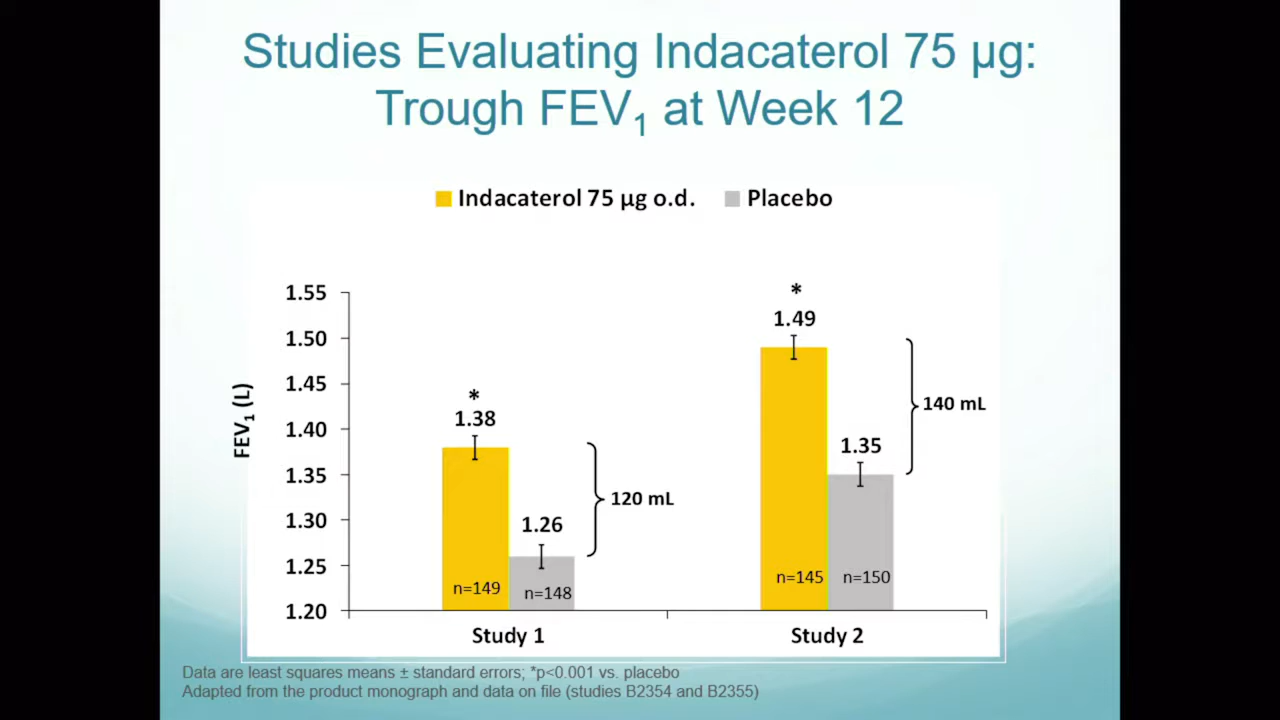 Studies Evaluating Indacaterol 75 µg:
Trough FEV1 at Week 12
Indacaterol 75 µg o.d.
Placebo
FEV1 (L)
1.55
1.50
1.45
1.40
1.35
1.30
1.25
1.20
*
1.38
1.26
120 mL
n=149
n=148
*
1.49
1.35
140 mL
n=145
n=150
Study 1
Study 2
Data are least squares means ± standard errors; *p<0.001 vs. placebo
Adapted from the product monograph and data on file (studies B2354 and B2355)